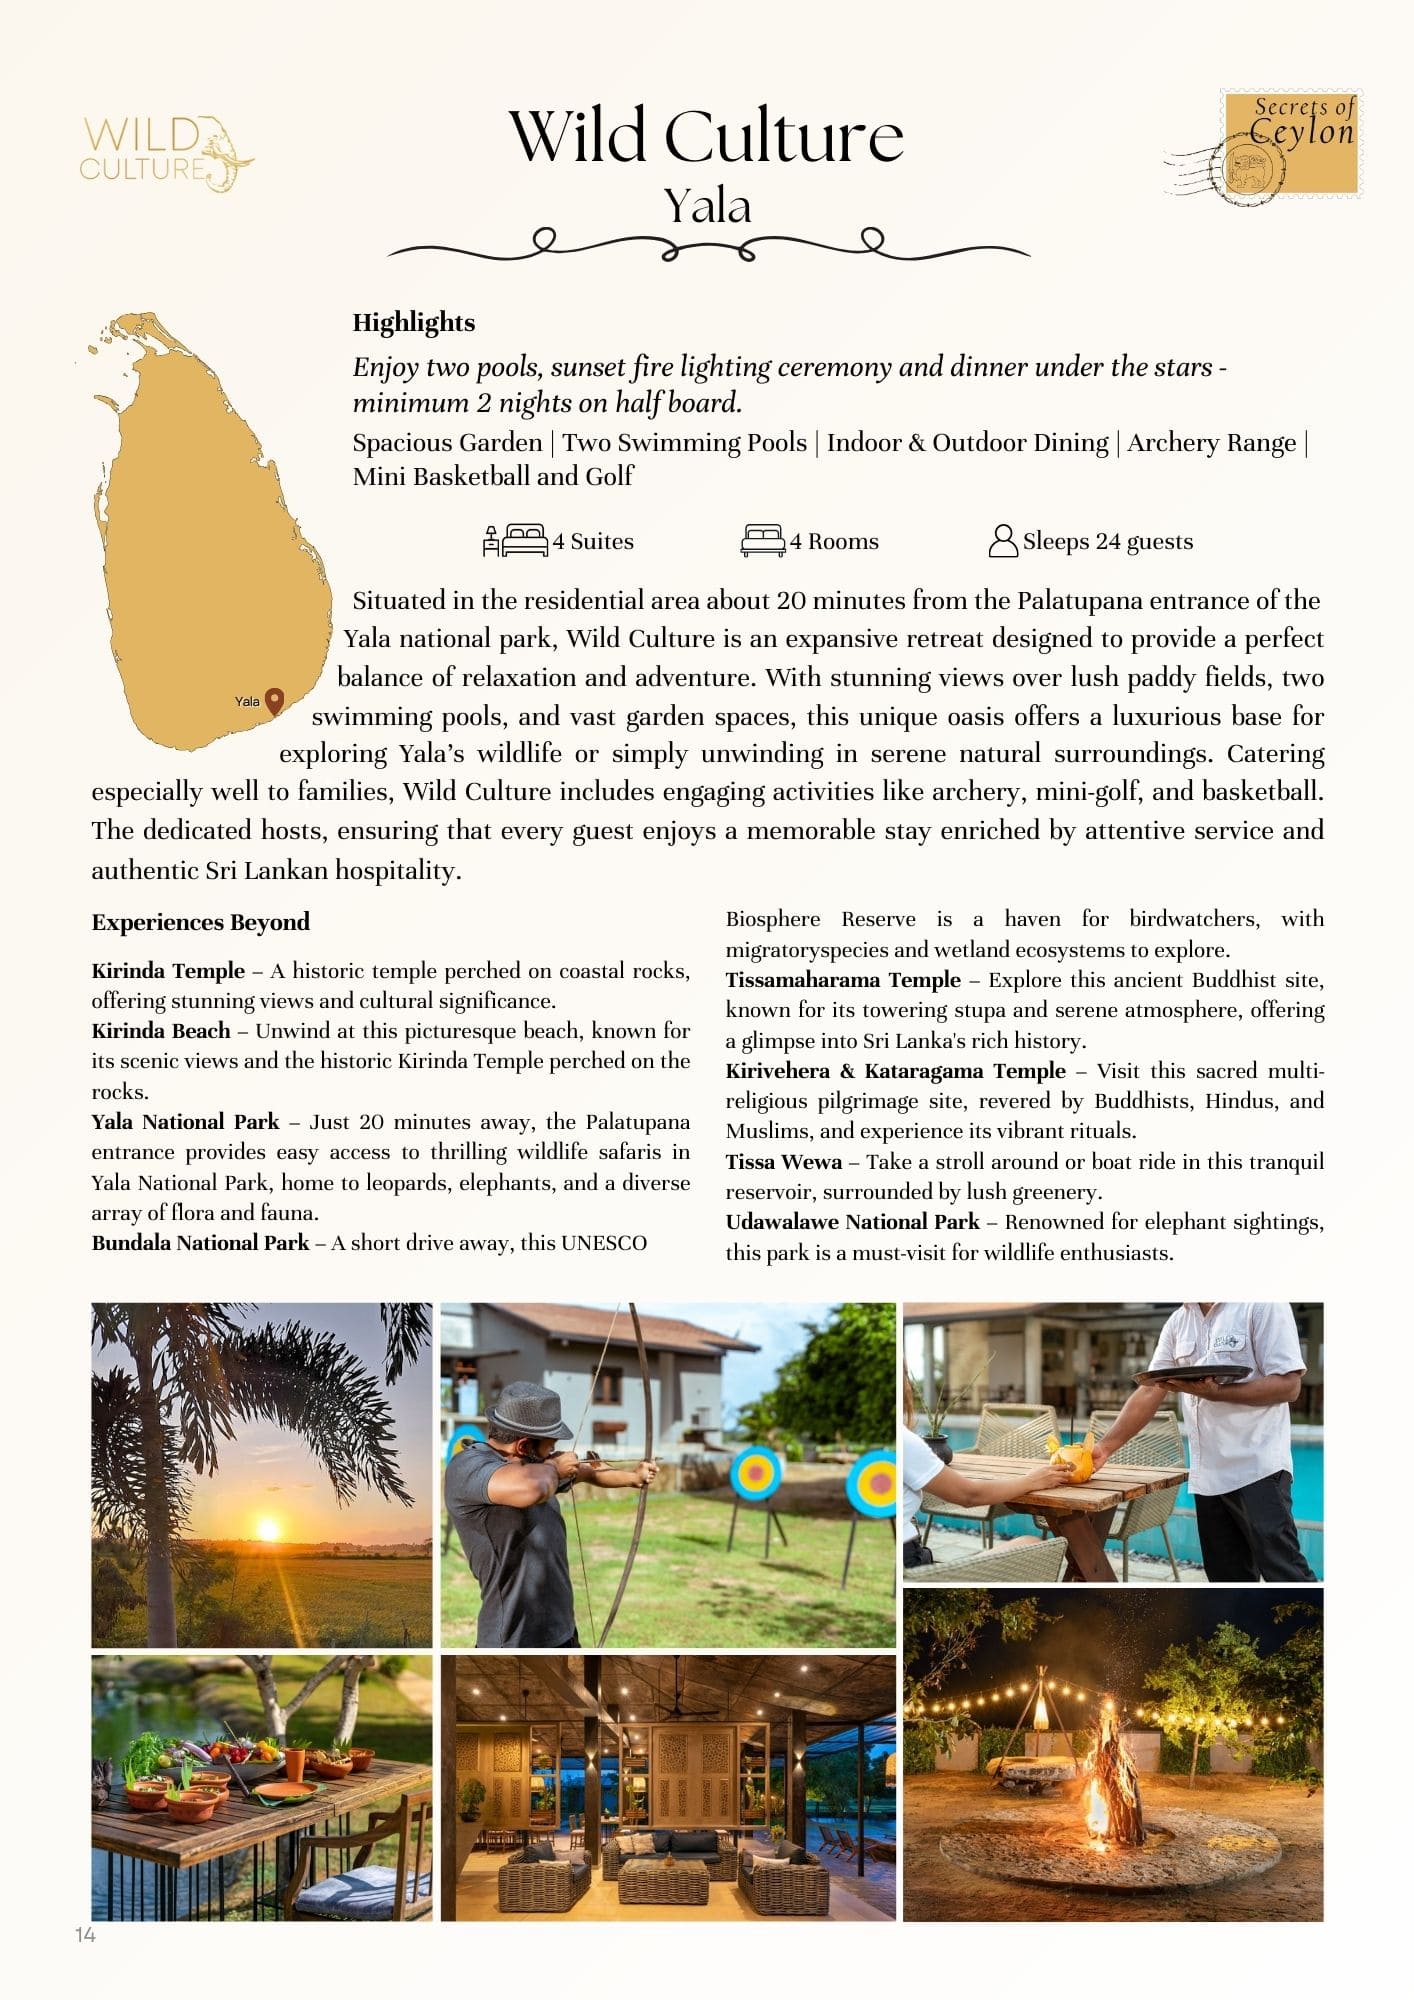 WILD
CULTURE
Wild Culture
Yala
Secrets of
Ceylon
Highlights
Enjoy two pools, sunset fire lighting ceremony and dinner under the stars -
minimum 2 nights on half board.
Spacious Garden | Two Swimming Pools | Indoor & Outdoor Dining | Archery Range |
Mini Basketball and Golf
4 Suites
4 Rooms
Sleeps 24 guests
Situated in the residential area about 20 minutes from the Palatupana entrance of the
Yala national park, Wild Culture is an expansive retreat designed to provide a perfect
balance of relaxation and adventure. With stunning views over lush paddy fields, two
swimming pools, and vast garden spaces, this unique oasis offers a luxurious base for
exploring Yala’s wildlife or simply unwinding in serene natural surroundings. Catering
especially well to families, Wild Culture includes engaging activities like archery, mini-golf, and basketball.
The dedicated hosts, ensuring that every guest enjoys a memorable stay enriched by attentive service and
authentic Sri Lankan hospitality.
Yala
Experiences Beyond
Kirinda Temple – A historic temple perched on coastal rocks,
offering stunning views and cultural significance.
Kirinda Beach – Unwind at this picturesque beach, known for
its scenic views and the historic Kirinda Temple perched on the
rocks.
Yala National Park – Just 20 minutes away, the Palatupana
entrance provides easy access to thrilling wildlife safaris in
Yala National Park, home to leopards, elephants, and a diverse
array of flora and fauna.
Bundala National Park – A short drive away, this UNESCO
Biosphere Reserve is a haven for birdwatchers, with
migratoryspecies and wetland ecosystems to explore.
Tissamaharama Temple – Explore this ancient Buddhist site,
known for its towering stupa and serene atmosphere, offering
a glimpse into Sri Lanka's rich history.
Kirivehera & Kataragama Temple – Visit this sacred multi-
religious pilgrimage site, revered by Buddhists, Hindus, and
Muslims, and experience its vibrant rituals.
Tissa Wewa – Take a stroll around or boat ride in this tranquil
reservoir, surrounded by lush greenery.
Udawalawe National Park – Renowned for elephant sightings,
this park is a must-visit for wildlife enthusiasts.
14